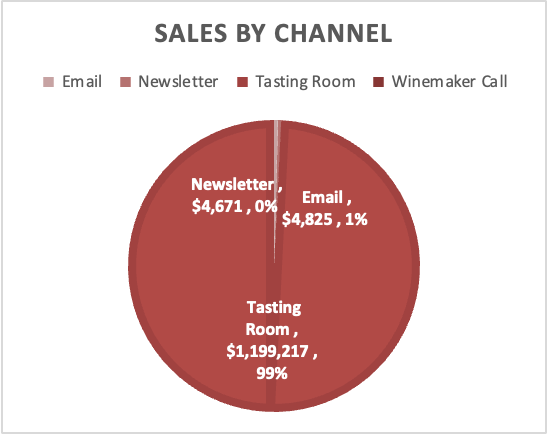 SALES BY CHANNEL
Email Newsletter Tasting Room Winemaker Call
Newsletter ,
$4,671 , 0%
Email ,
$4,825 , 1%
Tasting
Room ,
$1,199,217 ,
99%